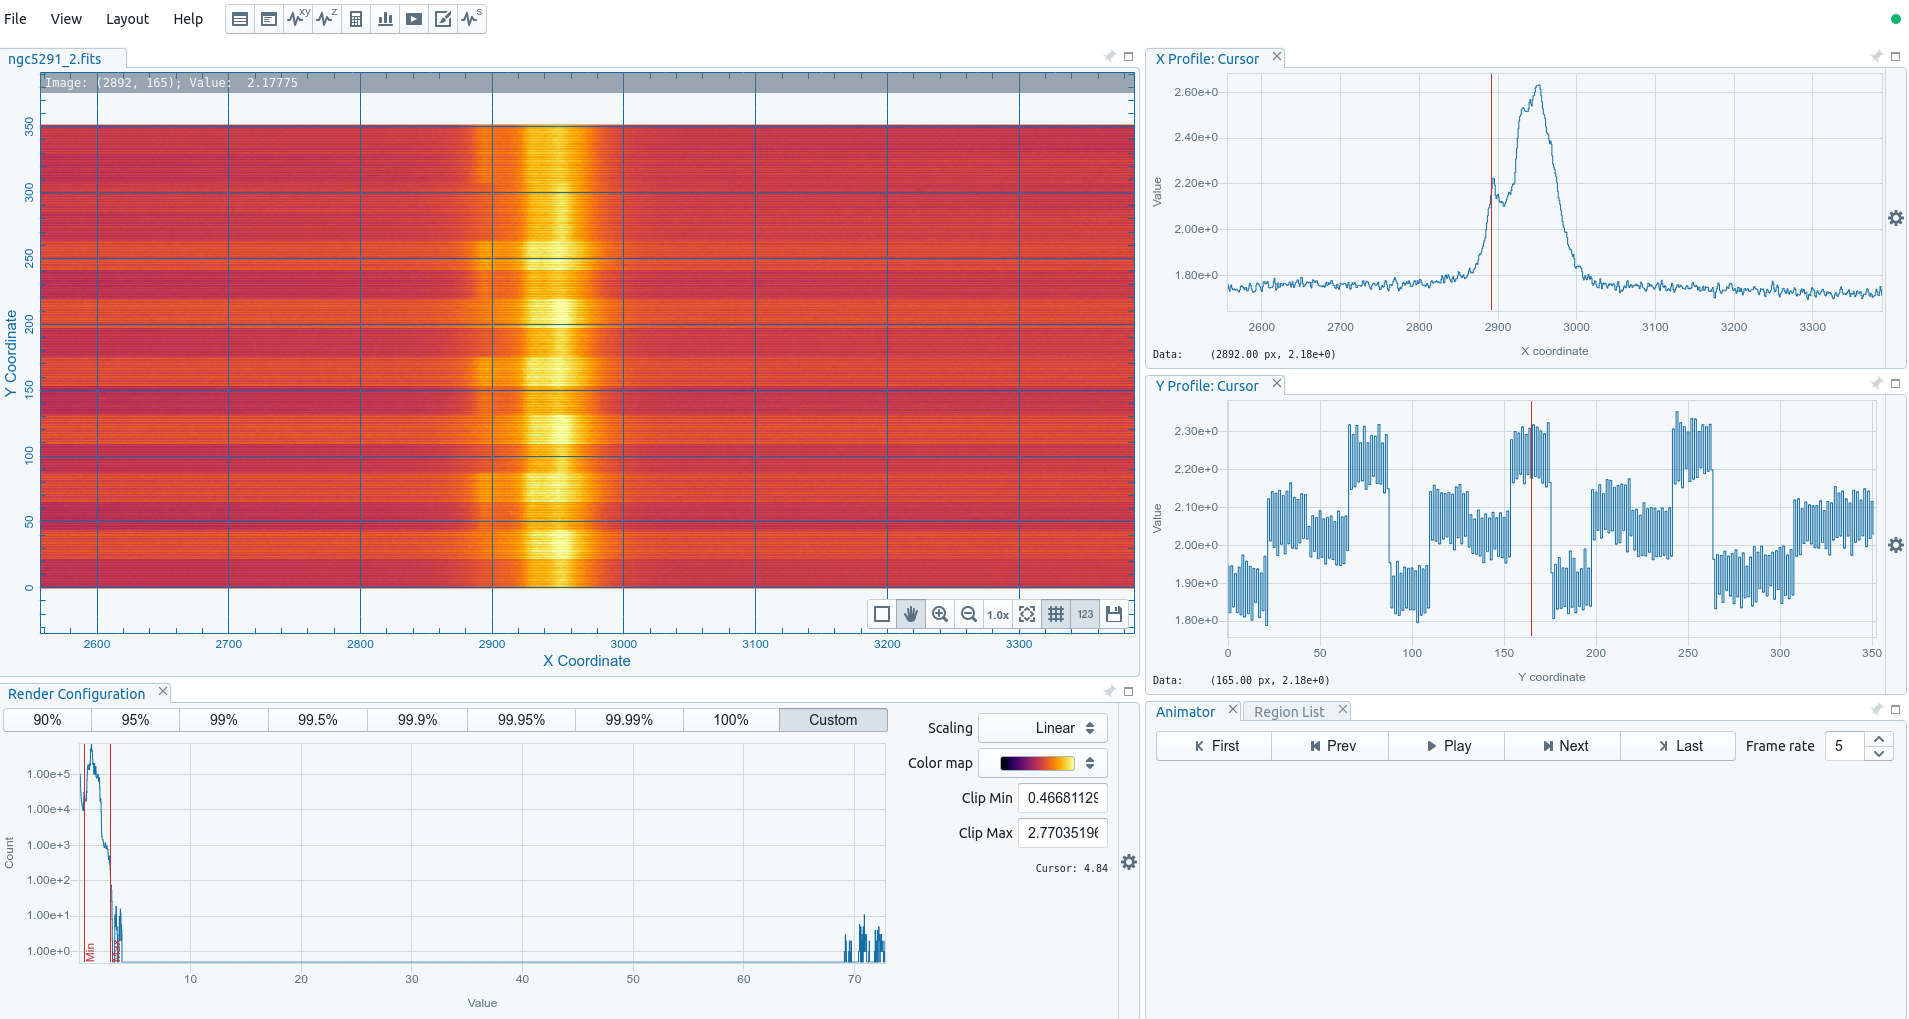 File View Layout Help
ngc5291_2.fits
Image: (2892, 165); Value: 2.17775
350
300
250
200
150
100
50
0
Y Coordinate
2600 2700 2800 2900 3000 3100 3200 3300
X Coordinate
1.0x 123
Render Configuration
90% 95% 99% 99.5% 99.9% 99.95% 99.99% 100% Custom
1.00e+5
1.00e+4
1.00e+3
1.00e+2
1.00e+1
1.00e+0
Count
Min
Max
10 20 30 40 50 60 70
Value
Scaling Linear
Color map
Clip Min 0.46681129
Clip Max 2.77035196
Cursor: 4.84
X Profile: Cursor
2.60e+0
2.40e+0
2.20e+0
2.00e+0
1.80e+0
Value
2600 2700 2800 2900 3000 3100 3200 3300
X coordinate
Data: (2892.00 px, 2.18e+0)
Y Profile: Cursor
2.30e+0
2.20e+0
2.10e+0
2.00e+0
1.90e+0
1.80e+0
Value
0 50 100 150 200 250 300 350
Y coordinate
Data: (165.00 px, 2.18e+0)
Animator Region List
First Prev Play Next Last Frame rate 5